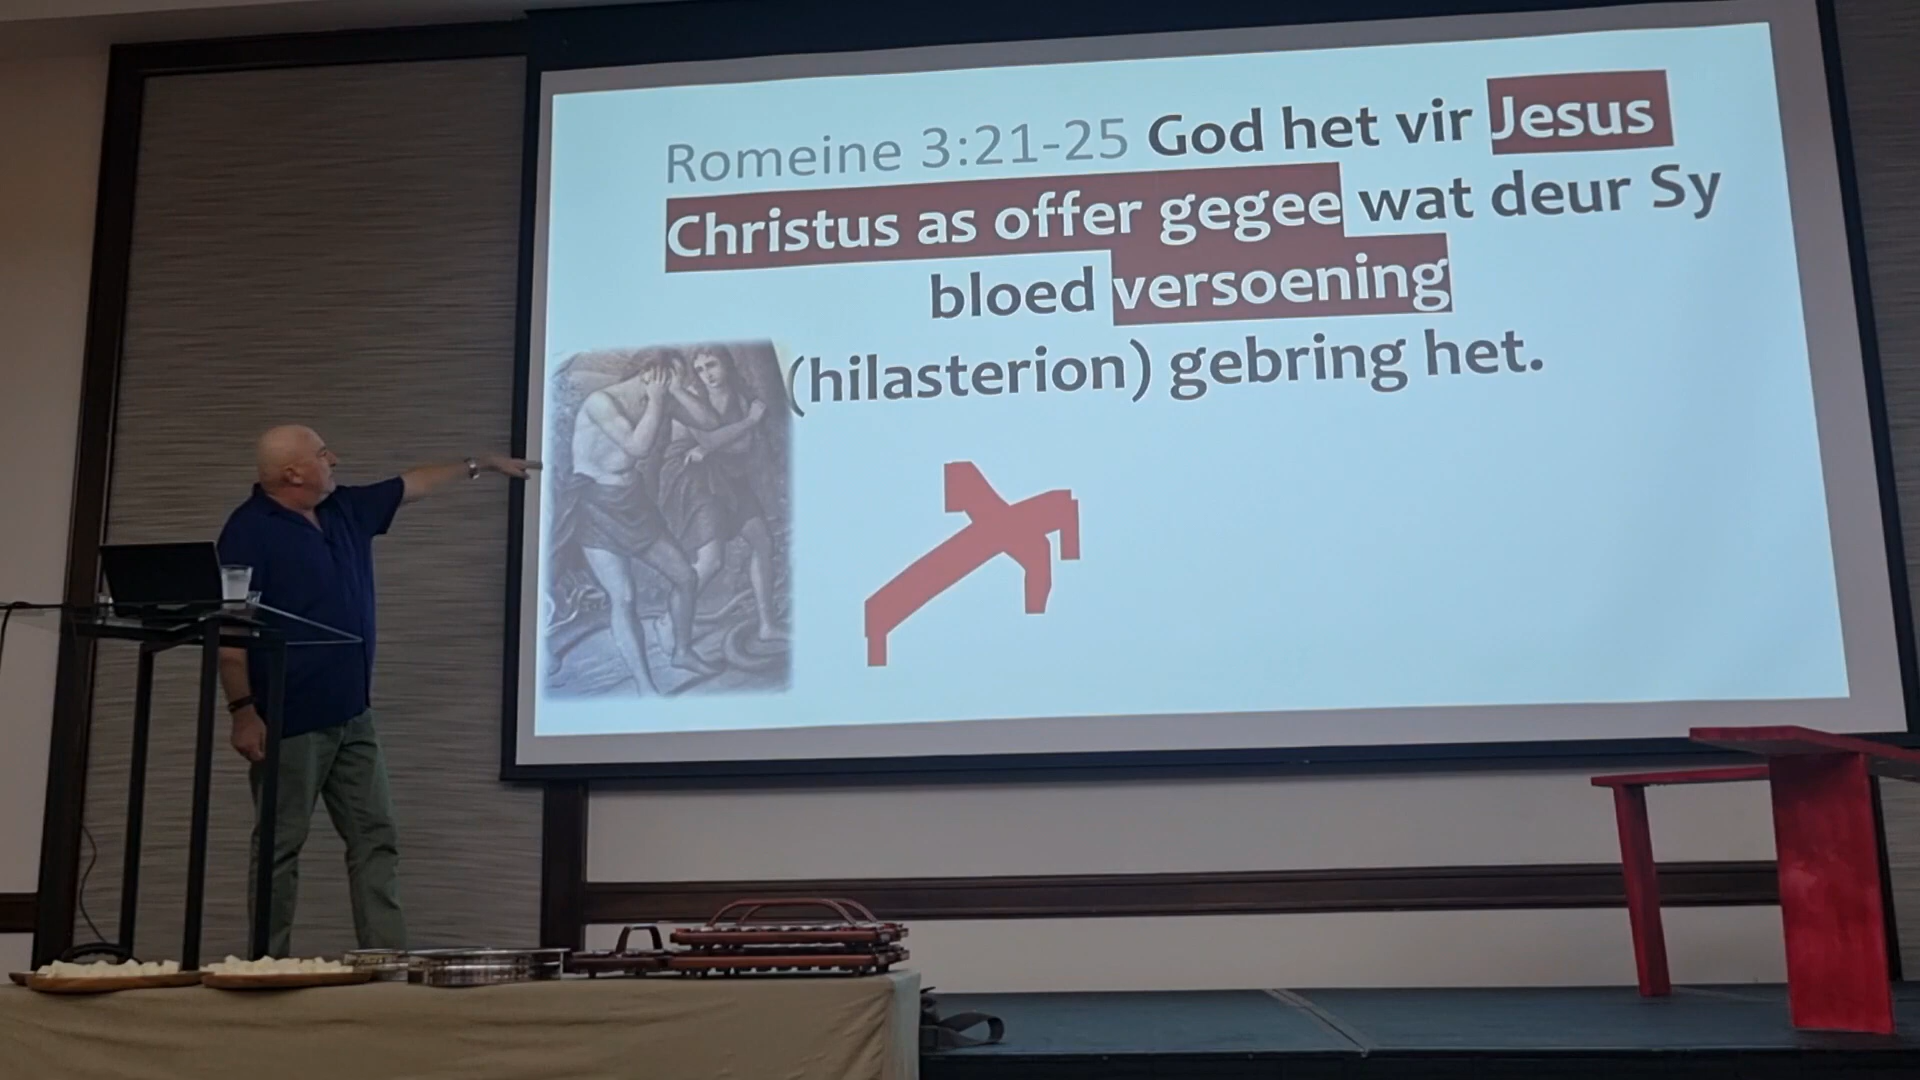 Romeine 3:21-25 God het vir Jesus
Christus as offer gegee wat deur Sy
bloed versoening
(hilasterion) gebring het.